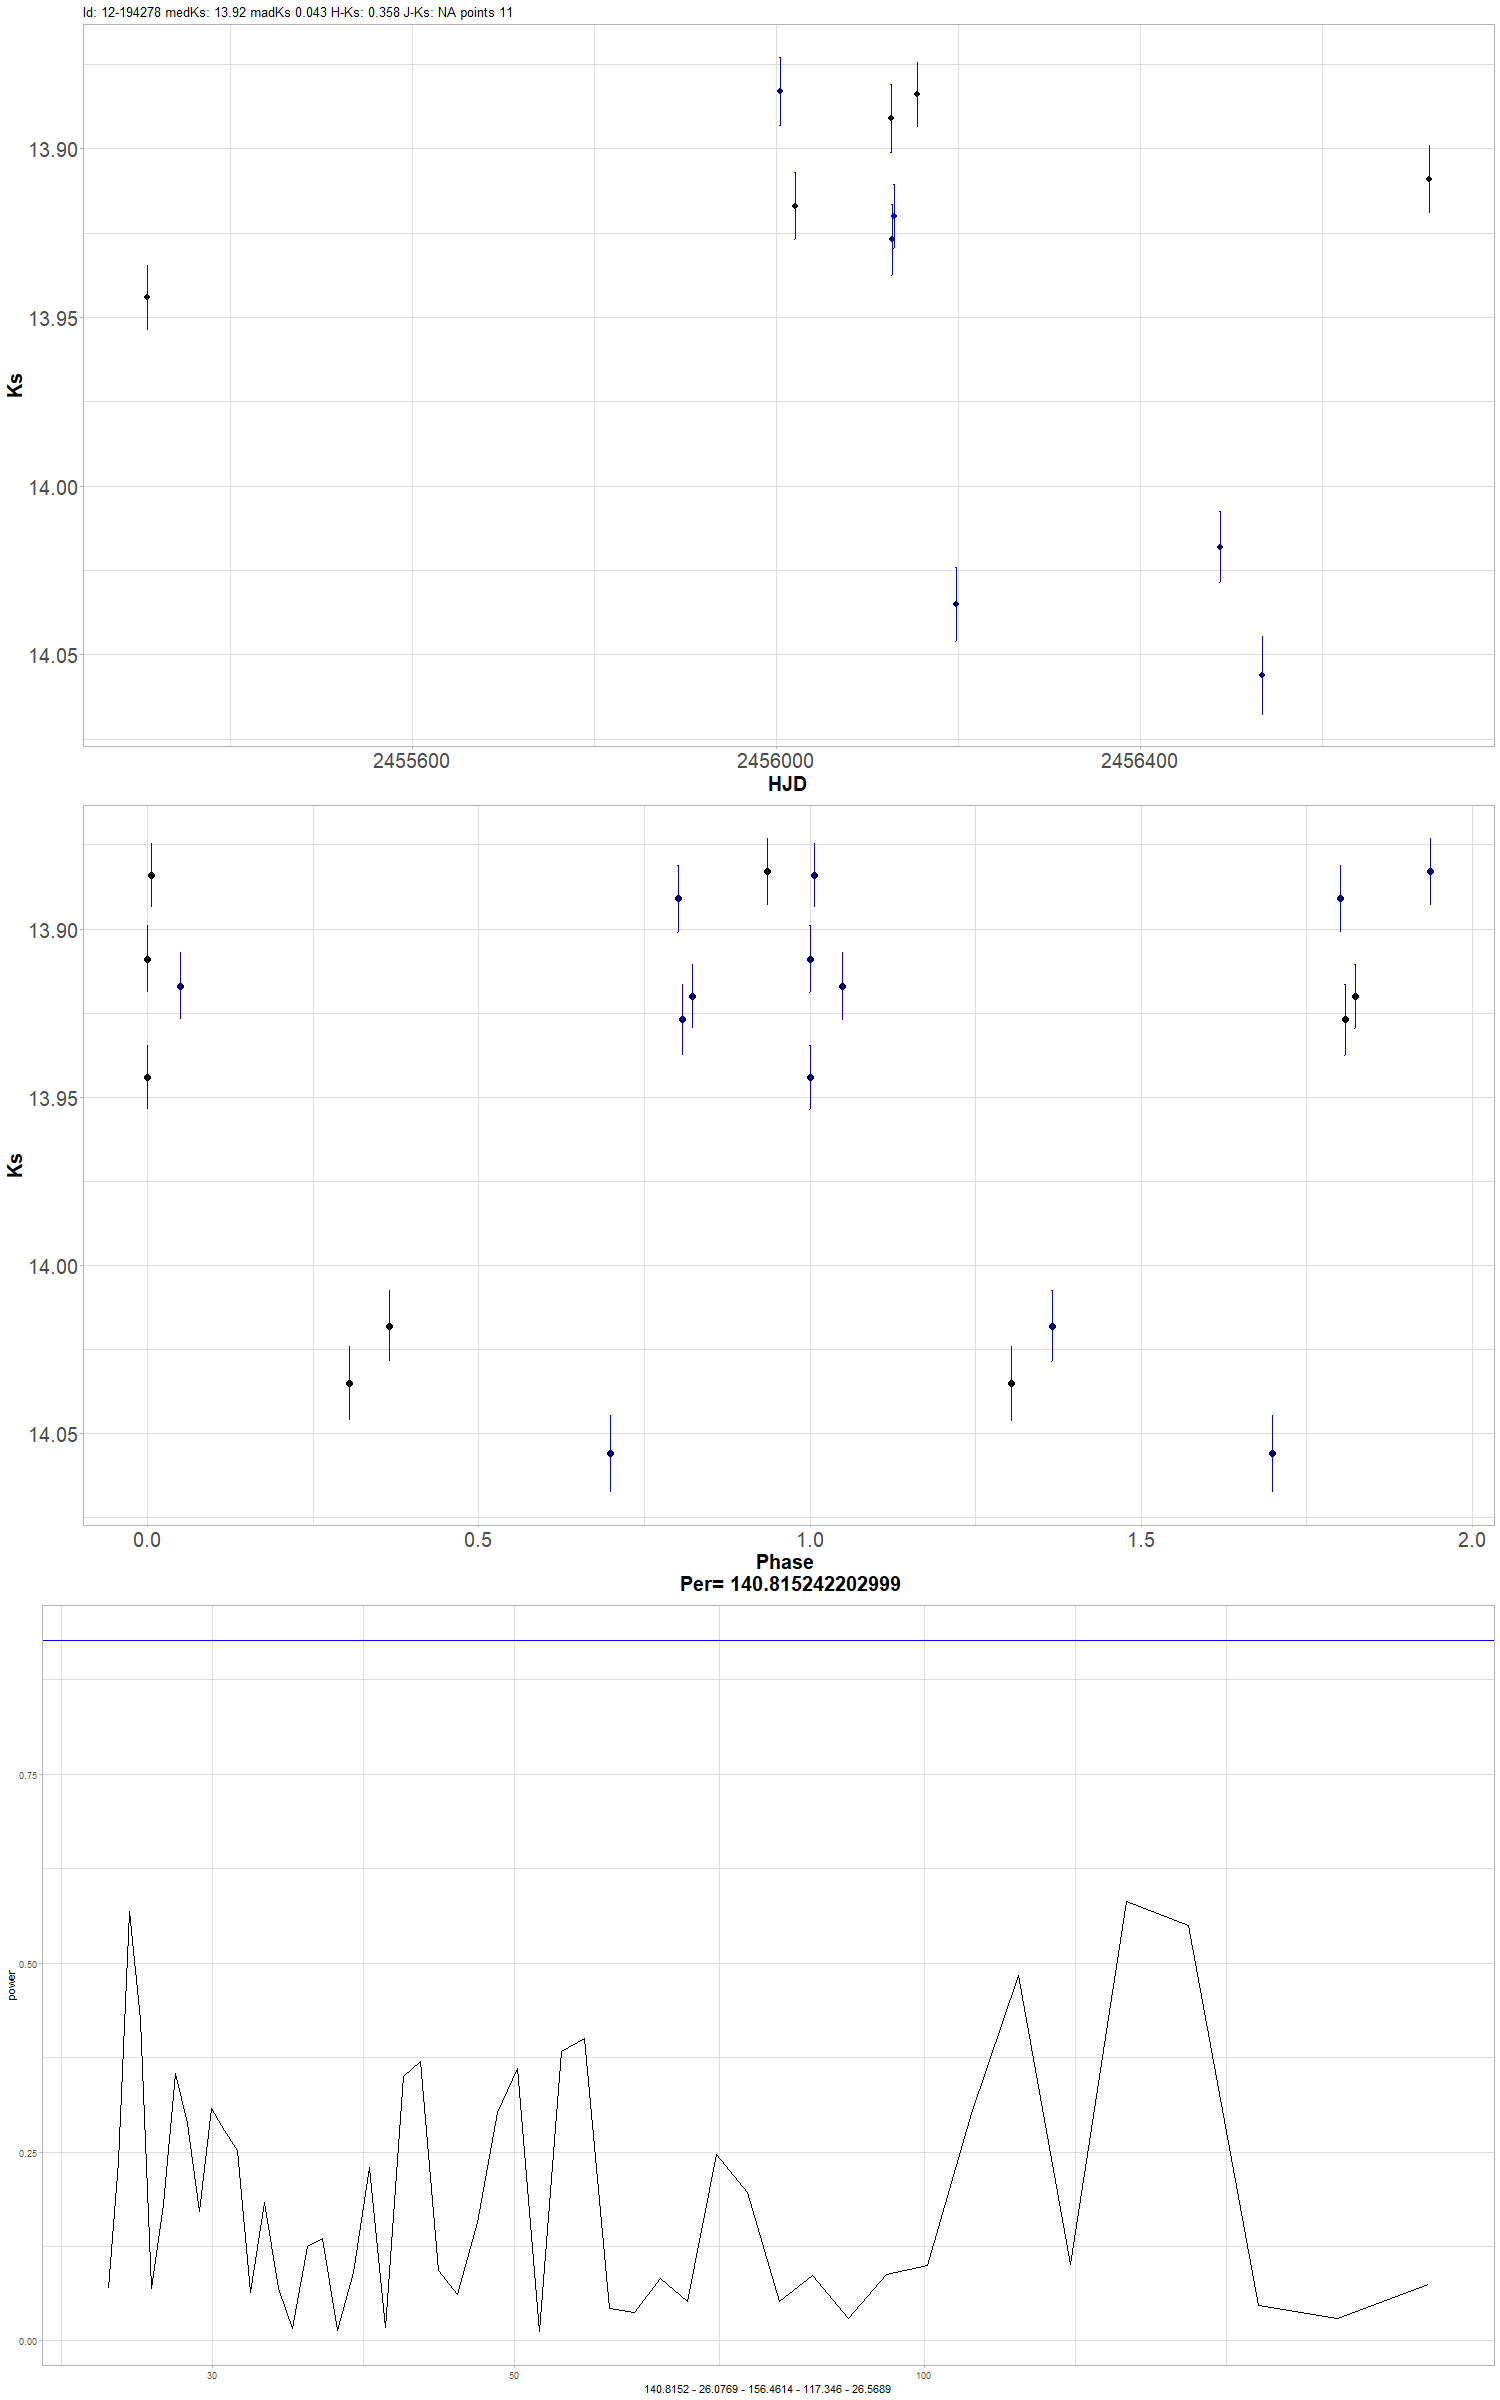 Id: 12-194278 medKs: 13.92 madKs 0.043 H-Ks: 0.358 J-Ks: NA points 11
13.90
13.95
14.00
14.05
Ks
2455600 2456000 2456400
HJD
13.90
13.95
14.00
14.05
Ks
0.0 0.5 1.0 1.5 2.0
Phase
Per= 140.815242202999
0.75
0.50
0.25
0.00
power
30 50 100
140.8152 - 26.0769 - 156.4614 - 117.346 - 26.5689